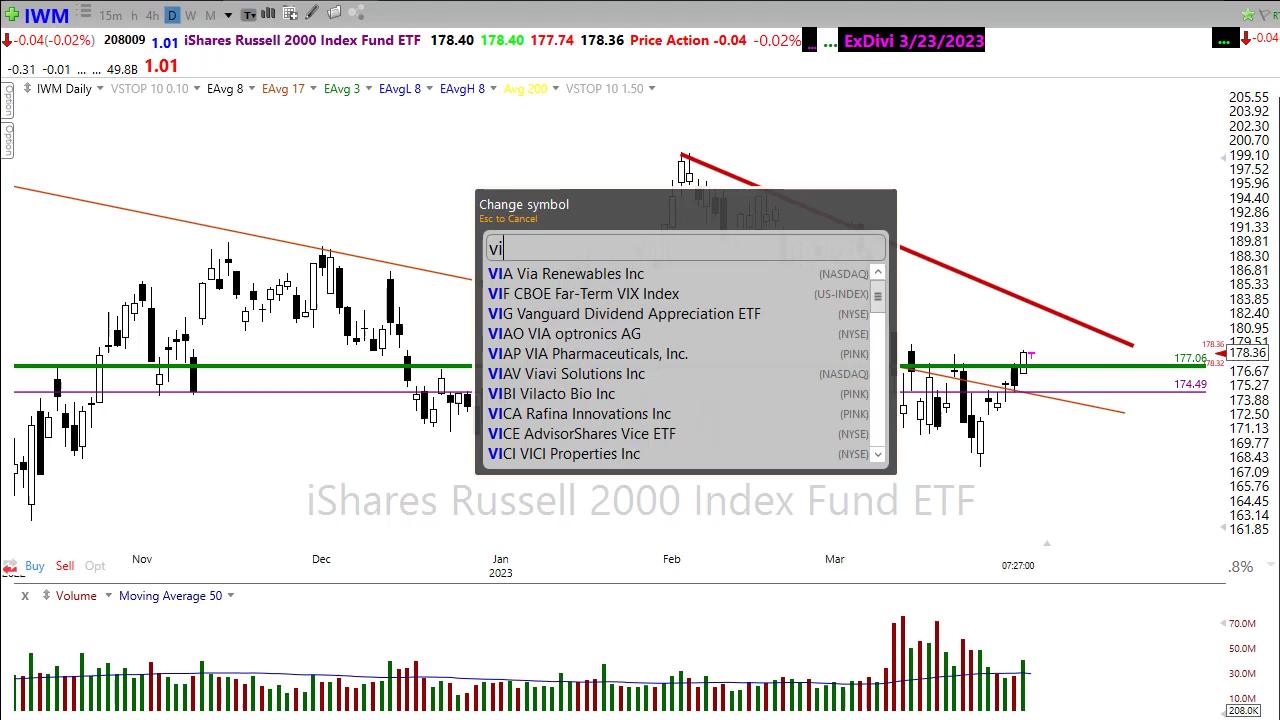 IWM 15m h 4h D W M
-0.04(-0.02%) 208009 1.01 iShares Russell 2000 Index Fund ETF 178.40 178.40 177.74 178.36 Price Action -0.04 -0.02% ... ... ExDivi 3/23/2023 ... -0.04
-0.31 -0.01 ... ... 49.8B 1.01
Option
Option
IWM Daily VSTOP 10 0.10 EAvg 8 EAvg 17 EAvg 3 EAvgL 8 EAvgH 8 Avg 200 VSTOP 10 1.50
Change symbol
Esc to Cancel
vi
VIA Via Renewables Inc (NASDAQ)
VIF CBOE Far-Term VIX Index (US-INDEX)
VIG Vanguard Dividend Appreciation ETF (NYSE)
VIAO VIA optronics AG (NYSE)
VIAP VIA Pharmaceuticals, Inc. (PINK)
VIAV Viavi Solutions Inc (NASDAQ)
VIBI Vilacto Bio Inc (PINK)
VICA Rafina Innovations Inc (PINK)
VICE AdvisorShares Vice ETF (NYSE)
VICI VICI Properties Inc (NYSE)
205.55
203.92
202.30
200.70
199.10
197.52
195.96
194.40
192.86
191.33
189.81
188.30
186.81
185.33
183.85
182.40
180.95
179.51
178.36
178.36
177.06
178.32
176.67
174.49
175.27
173.88
172.50
171.13
169.77
168.43
167.09
165.76
164.45
163.14
161.85
iShares Russell 2000 Index Fund ETF
Nov Dec Jan Feb Mar
2023 07:27:00
Buy Sell Opt .8%
x Volume Moving Average 50
70.0M
50.0M
30.0M
10.0M
208.0K